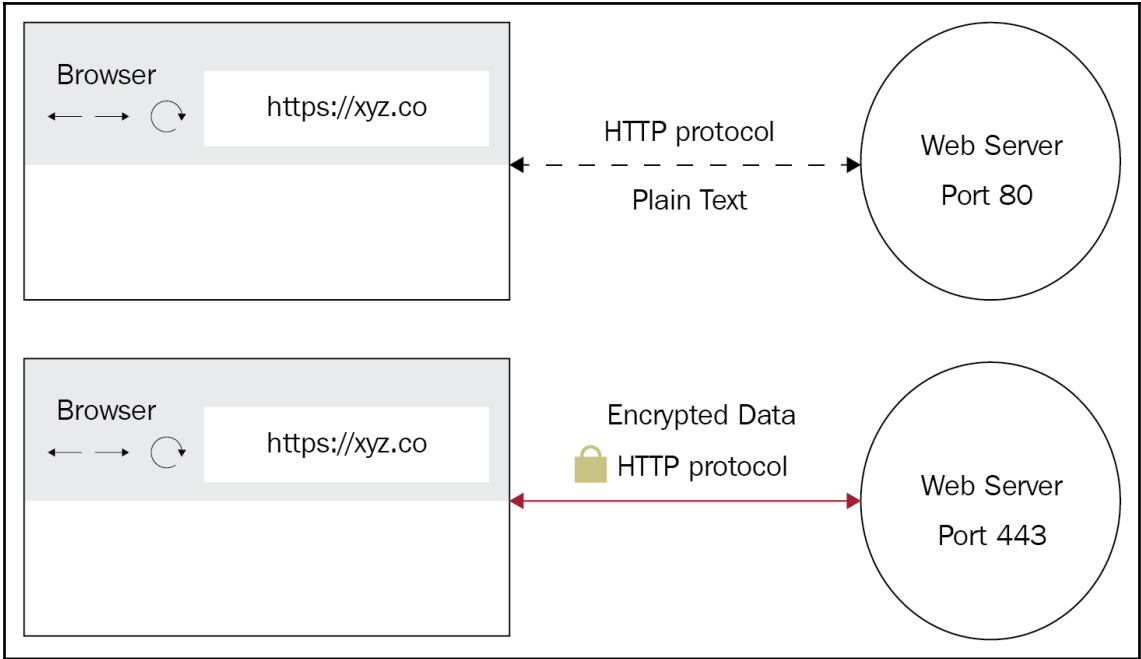 Browser
https://xyz.co
HTTP protocol
Plain Text
Web Server
Port 80
Browser
https://xyz.co
Encrypted Data
HTTP protocol
Web Server
Port 443